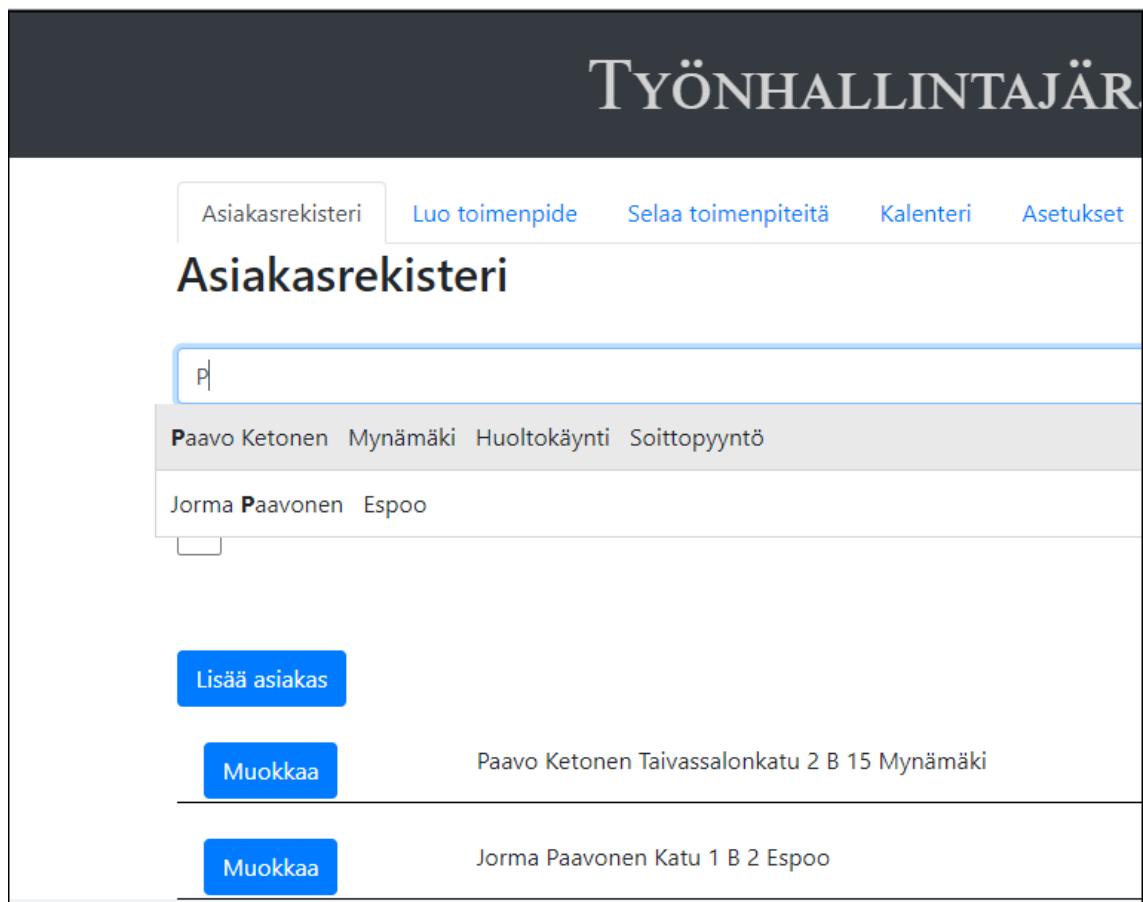 TYÖNHALLINTAJÄR
Asiakasrekisteri Luo toimenpide Selaa toimenpiteitä Kalenteri Asetukset
Asiakasrekisteri
P
Paavo Ketonen Mynämäki Huoltokäynti Soittopyyntö
Jorma Paavonen Espoo
Lisää asiakas
Muokkaa Paavo Ketonen Taivassalonkatu 2 B 15 Mynämäki
Muokkaa Jorma Paavonen Katu 1 B 2 Espoo